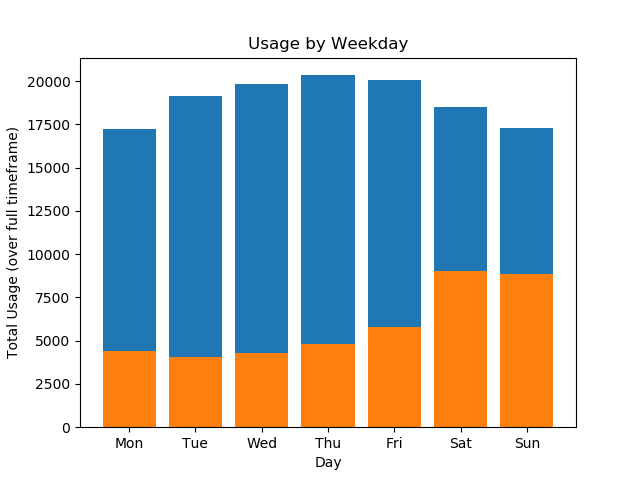 Usage by Weekday
Total Usage (over full timeframe)
20000
17500
15000
12500
10000
7500
5000
2500
0
Mon Tue Wed Thu Fri Sat Sun
Day